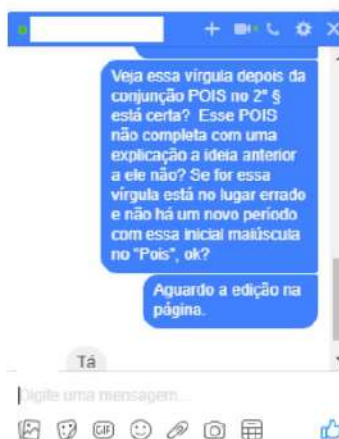 Veja essa vírgula depois da
conjunção POIS no 2° §
está certa? Esse POIS
não completa com uma
explicação a ideia anterior
a ele não? Se for essa
vírgula está no lugar errado
e não há um novo período
com essa inicial maiúscula
no "Pois", ok?
Aguardo a edição na
página.
Tá
Digite uma mensagem...
GIF